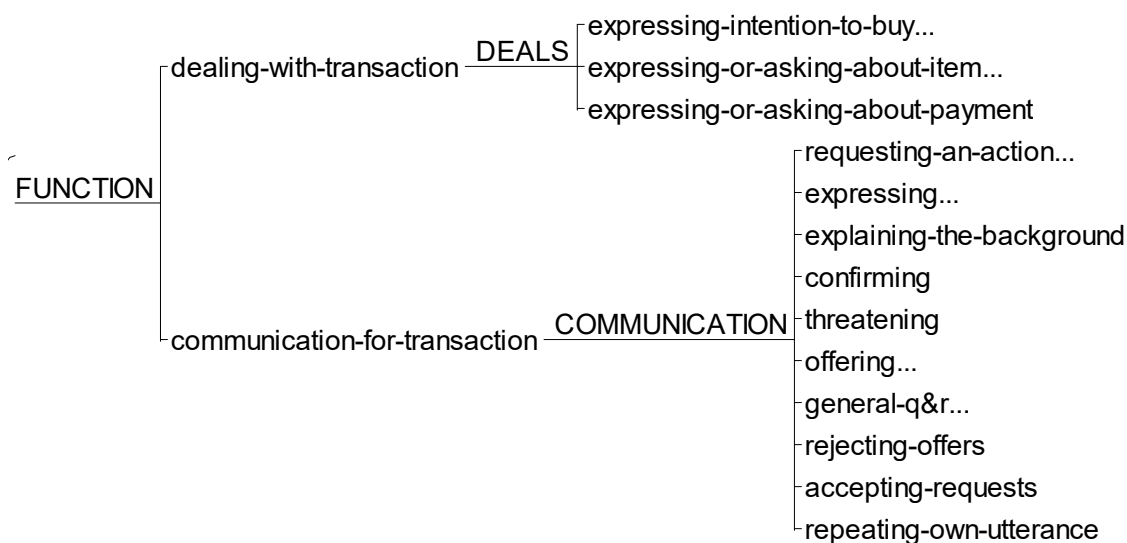 FUNCTION
dealing-with-transaction
DEALS
expressing-intention-to-buy...
expressing-or-asking-about-item...
expressing-or-asking-about-payment
communication-for-transaction
COMMUNICATION
requesting-an-action...
expressing...
explaining-the-background
confirming
threatening
offering...
general-q&r...
rejecting-offers
accepting-requests
repeating-own-utterance